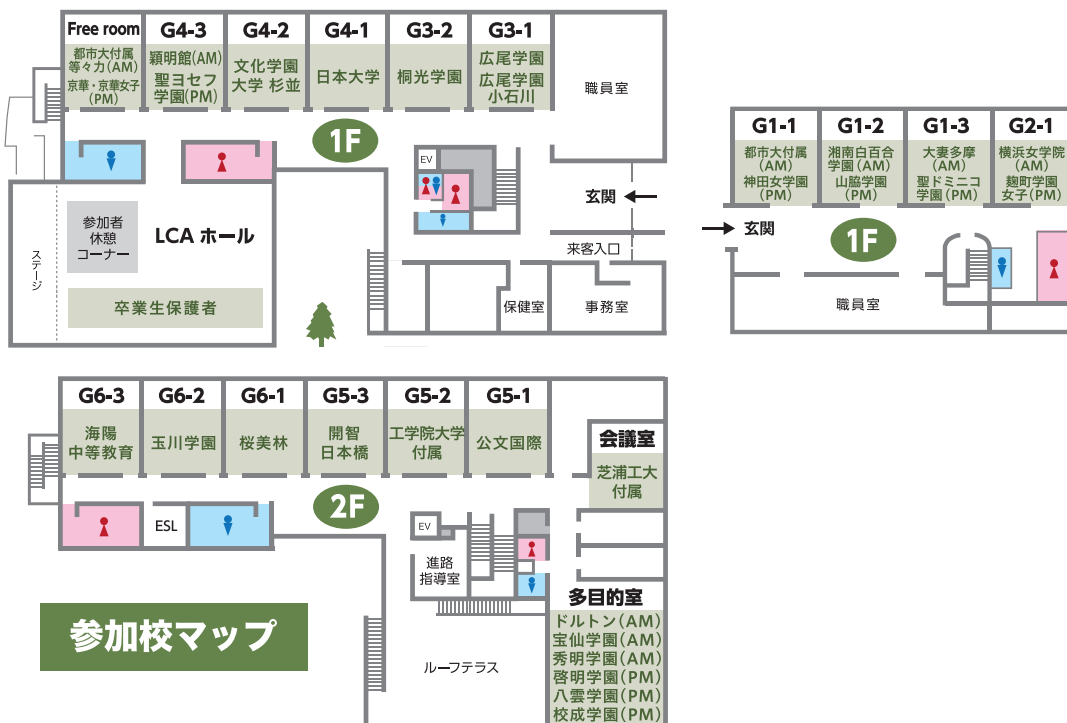 Free room
都市大付属
等々力(AM)
京華・京華女子
(PM)
G4-3
穎明館(AM)
聖ヨセフ
学園(PM)
G4-2
文化学園
大学 杉並
G4-1
日本大学
G3-2
桐光学園
G3-1
広尾学園
広尾学園
小石川
職員室
1F
EV
玄関
来客入口
参加者
休憩
コーナー
LCA ホール
ステージ
卒業生保護者
保健室
事務室
G1-1
都市大付属
(AM)
神田女学園
(PM)
G1-2
湘南白百合
学園(AM)
山脇学園
(PM)
G1-3
大妻多摩
(AM)
聖ドミニコ
学園(PM)
G2-1
横浜女学院
(AM)
麹町学園
女子(PM)
玄関
1F
職員室
G6-3
海陽
中等教育
G6-2
玉川学園
G6-1
桜美林
G5-3
開智
日本橋
G5-2
工学院大学
付属
G5-1
公文国際
会議室
芝浦工大
付属
2F
ESL
EV
進路
指導室
多目的室
ドルトン(AM)
宝仙学園(AM)
秀明学園(AM)
啓明学園(PM)
八雲学園(PM)
校成学園(PM)
参加校マップ
ルーフテラス